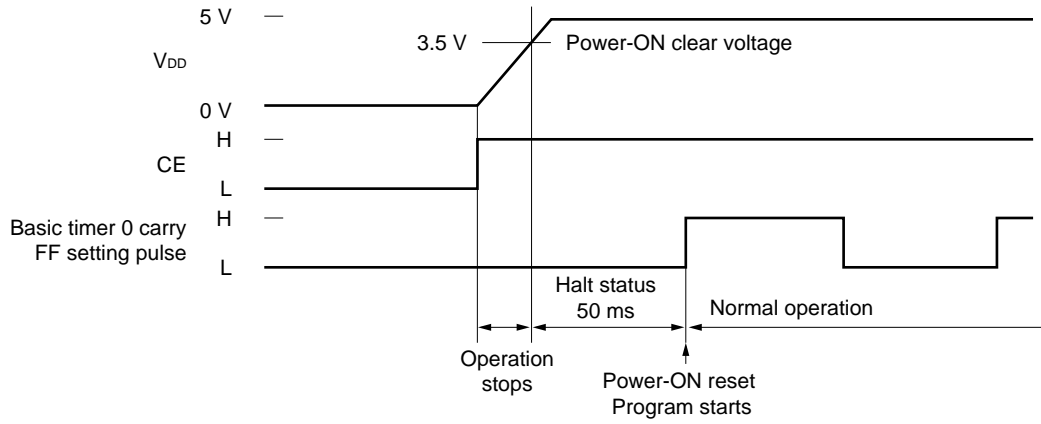 5 V
3.5 V
Power-ON clear voltage
VDD
0 V
H
CE
L
H
Basic timer 0 carry
FF setting pulse
L
Halt status
50 ms
Normal operation
Operation
stops
Power-ON reset
Program starts